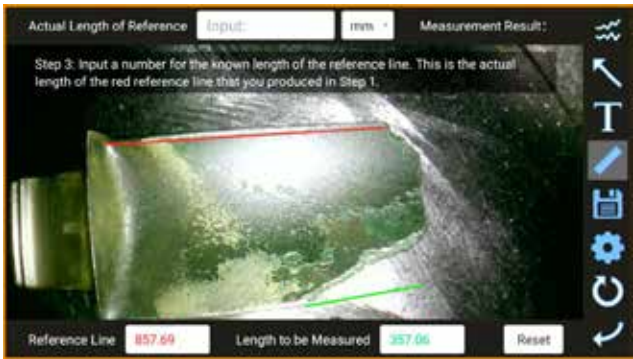 Actual Length of Reference Input: mm Measurement Result:
Step 3: Input a number for the known length of the reference line. This is the actual
length of the red reference line that you produced in Step 1.
T
Reference Line 857.69 Length to be Measured 357.06 Reset